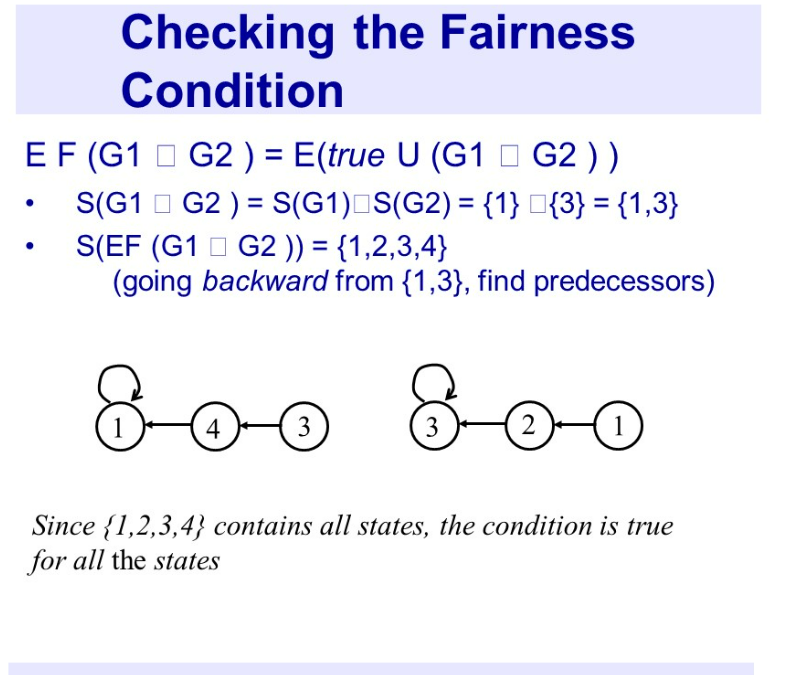 Checking the Fairness
Condition
E F (G1 □ G2 ) = E(true U (G1 □ G2 ) )
• S(G1 □ G2 ) = S(G1)□S(G2) = {1} □{3} = {1,3}
• S(EF (G1 □ G2 )) = {1,2,3,4}
(going backward from {1,3}, find predecessors)
1 4 3 3 2 1
Since {1,2,3,4} contains all states, the condition is true
for all the states